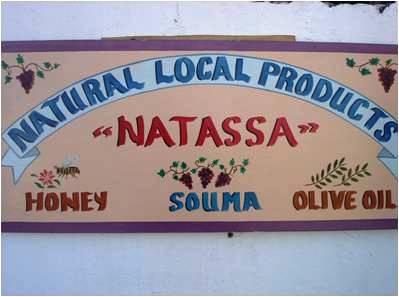 NATURAL LOCAL PRODUCTS
"NATASSA"
HONEY SOUMA OLIVE OIL